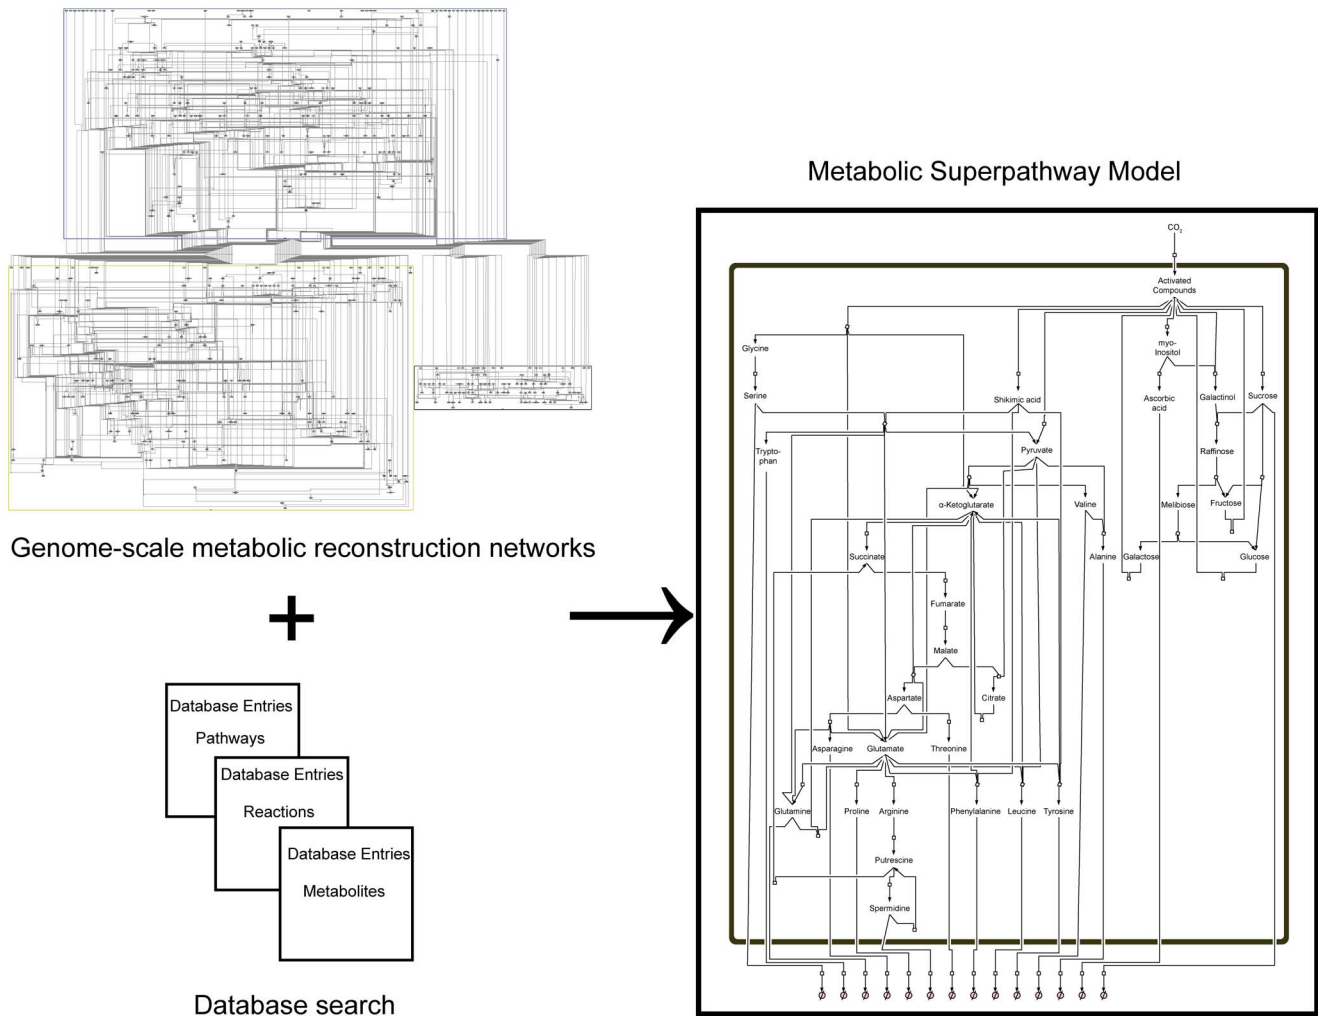 Genome-scale metabolic reconstruction networks
Database Entries
Pathways
Database Entries
Reactions
Database Entries
Metabolites
Database search
Metabolic Superpathway Model
CO2
Activated
Compounds
Glycine
myo-
Inositol
Serine
Shikimic acid
Ascorbic
acid
Galactinol
Sucrose
Trypto-
phan
Pyruvate
Raffinose
α-Ketoglutarate
Valine
Melibiose
Fructose
Succinate
Alanine
Galactose
Glucose
Fumarate
Malate
Aspartate
Citrate
Asparagine
Glutamate
Threonine
Glutamine
Proline
Arginine
Phenylalanine
Leucine
Tyrosine
Putrescine
Spermidine